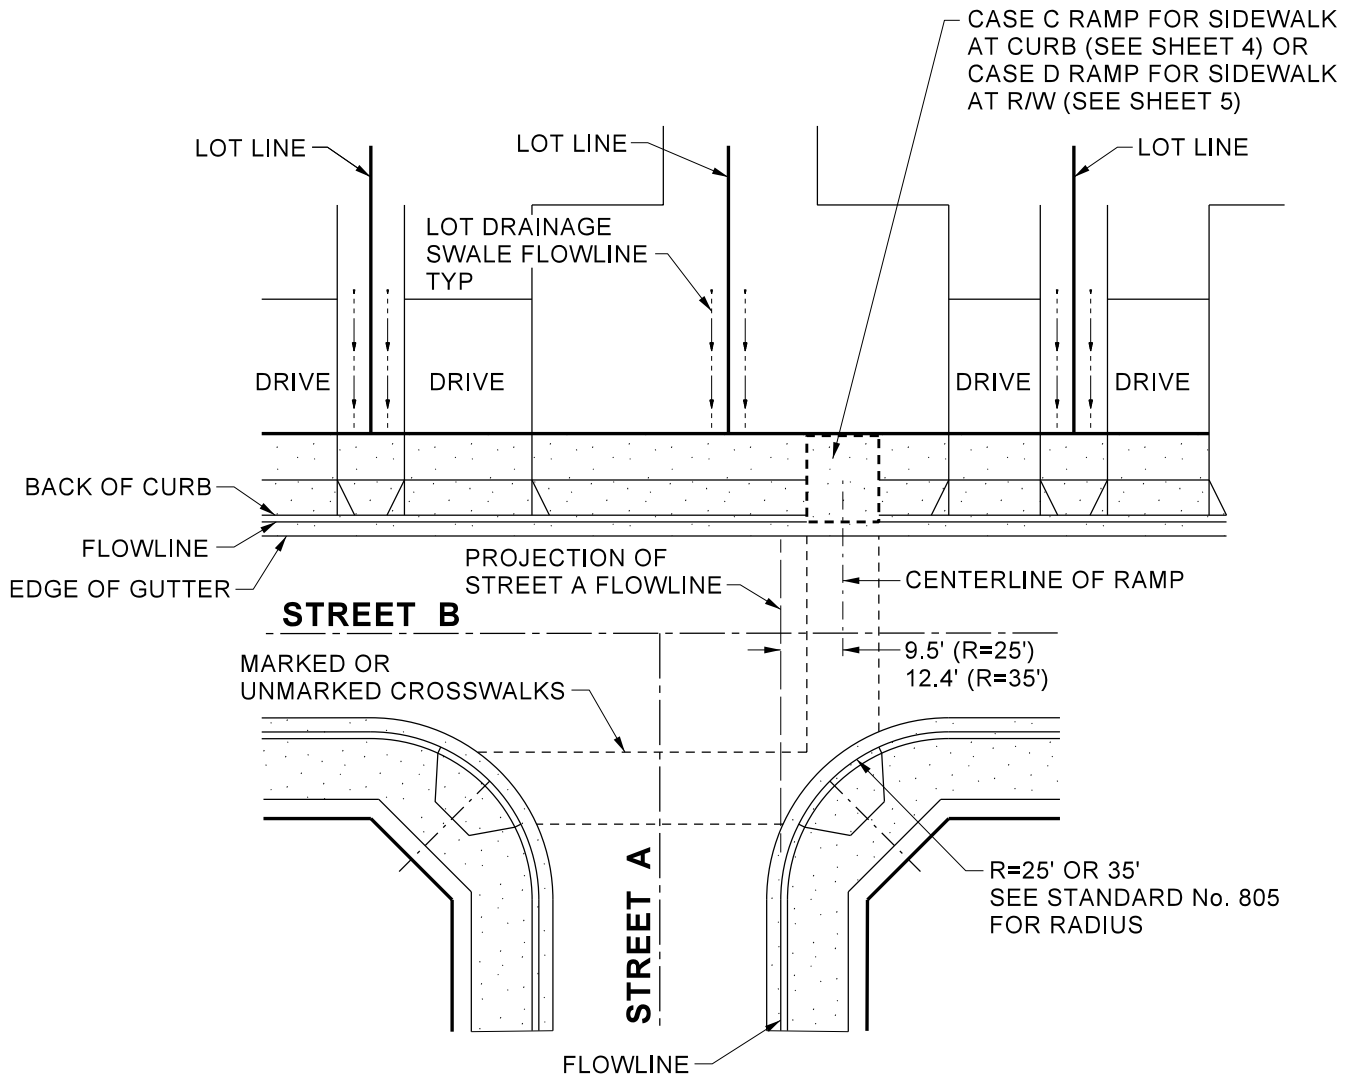 CASE C RAMP FOR SIDEWALK
AT CURB (SEE SHEET 4) OR
CASE D RAMP FOR SIDEWALK
AT R/W (SEE SHEET 5)
LOT LINE
LOT LINE
LOT LINE
LOT DRAINAGE
SWALE FLOWLINE
TYP
DRIVE
DRIVE
DRIVE
DRIVE
BACK OF CURB
FLOWLINE
EDGE OF GUTTER
PROJECTION OF
STREET A FLOWLINE
CENTERLINE OF RAMP
STREET B
9.5' (R=25')
12.4' (R=35')
MARKED OR
UNMARKED CROSSWALKS
STREET A
R=25' OR 35'
SEE STANDARD No. 805
FOR RADIUS
FLOWLINE